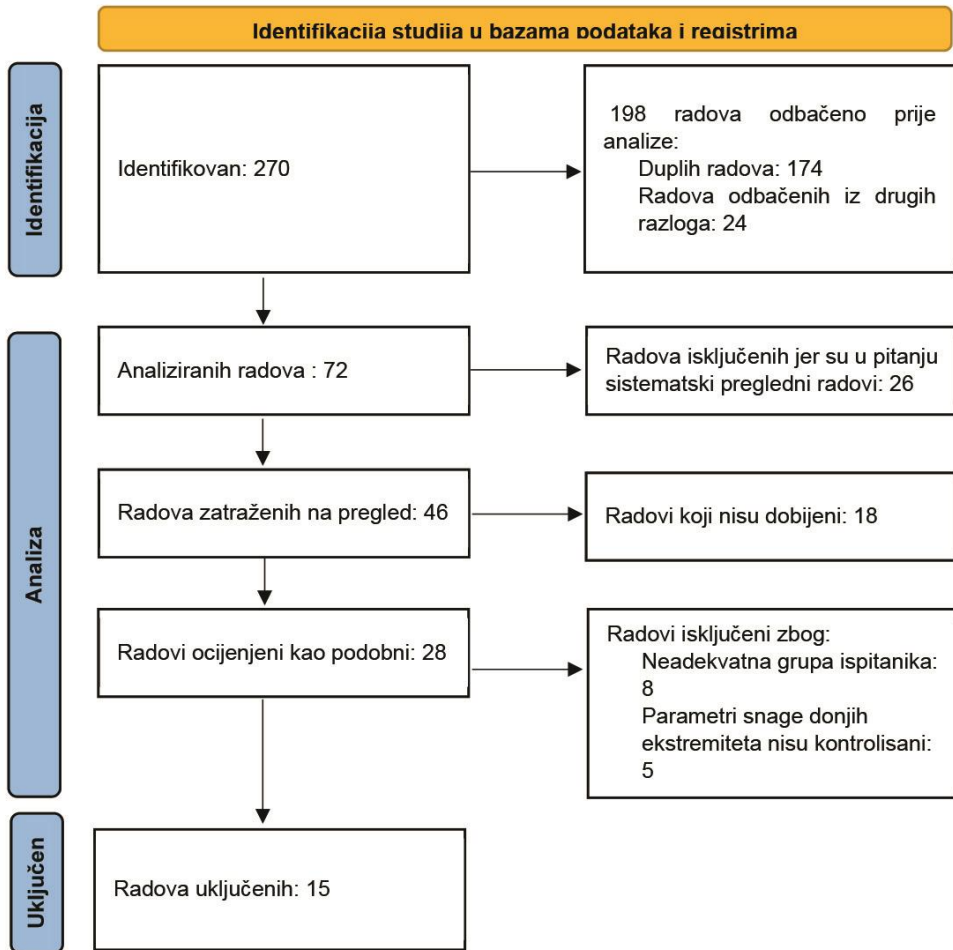 Identifikacija studija u bazama podataka i registrima
Identifikacija
Identifikovan: 270
198 radova odbačeno prije
analize:
Duplih radova: 174
Radova odbačenih iz drugih
razloga: 24
Analiza
Analiziranih radova : 72
Radova isključenih jer su u pitanju
sistematski pregledni radovi: 26
Radova zatraženih na pregled: 46
Radovi koji nisu dobijeni: 18
Radovi ocijenjeni kao podobni: 28
Radovi isključeni zbog:
Neadekvatna grupa ispitanika:
8
Parametri snage donjih
ekstremiteta nisu kontrolisani:
5
Uključen
Radova uključenih: 15